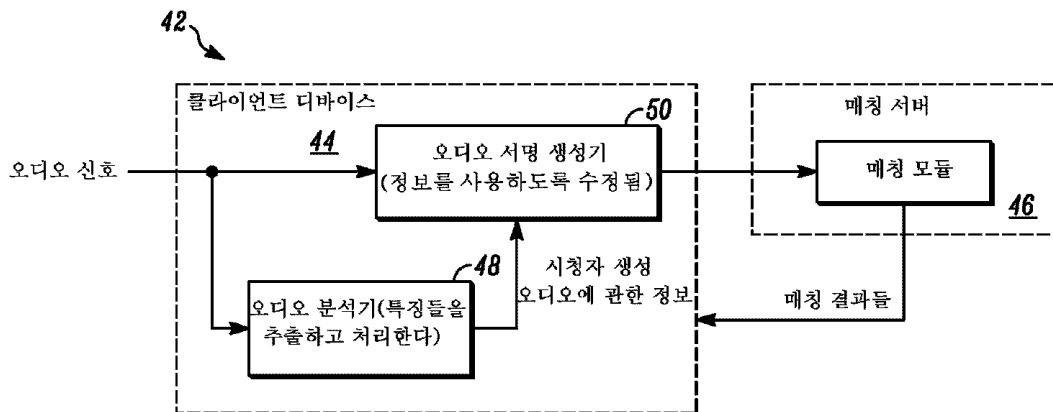 42
클라이언트 디바이스
50
매칭 서버
오디오 신호
44
오디오 서명 생성기
(정보를 사용하도록 수정됨)
매칭 모듈
46
48
시청자 생성
오디오에 관한 정보
오디오 분석기(특징들을
추출하고 처리한다)
매칭 결과들